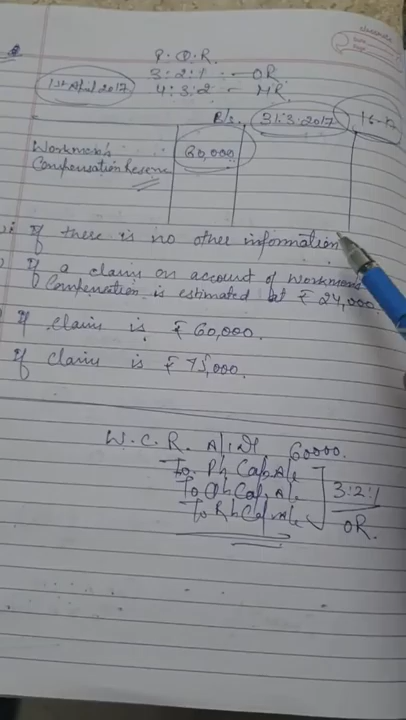 P. Q. R.
3:2:1 - OR.
1st April 2017 4:3:2 - NR.
B/S. 31.3.2017
Workmen's 60,000
Compensation Reserve
If there is no other information.
If a claim on account of workmen's
Compensation is estimated at ₹ 24,000.
If claim is ₹ 60,000.
If claim is ₹ 75,000.
W.C.R. A/c Dr 60000.
To P's Cap. A/c
To Q's Cap. A/c 3:2:1
To R's Cap. A/c OR.